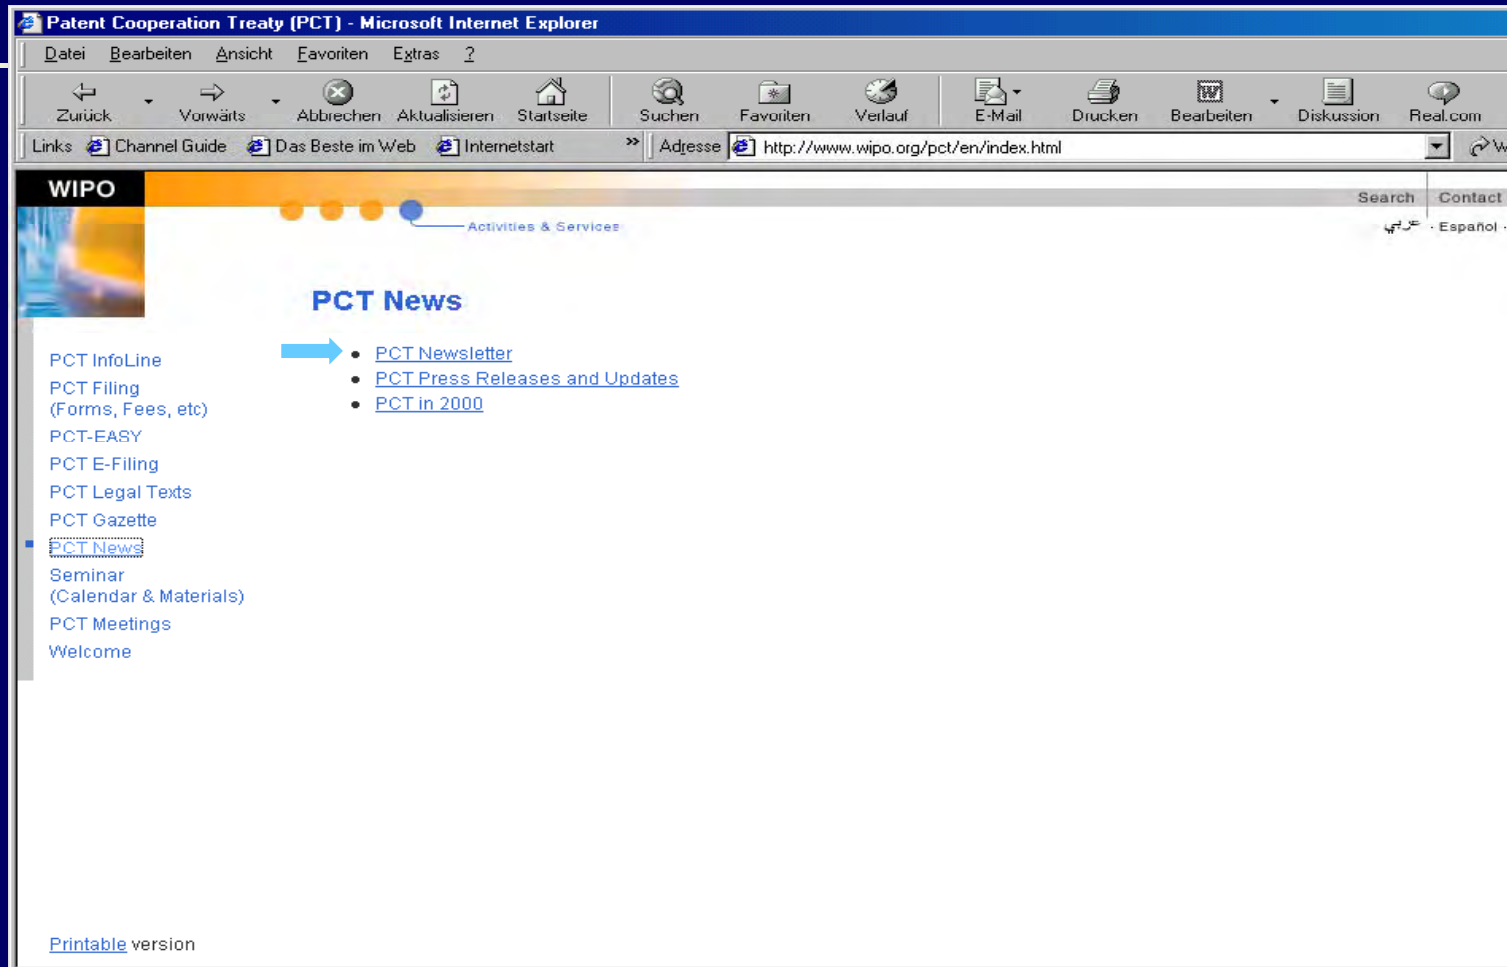 Patent Cooperation Treaty (PCT) - Microsoft Internet Explorer
Datei Bearbeiten Ansicht Favoriten Extras ?
Zurück Vorwärts Abbrechen Aktualisieren Startseite Suchen Favoriten Verlauf E-Mail Drucken Bearbeiten Diskussion Real.com
Links Channel Guide Das Beste im Web Internetstart » Adresse http://www.wipo.org/pct/en/index.html W
WIPO
Search Contact
Activities & Services
عربي · Español ·
PCT News
PCT InfoLine
PCT Filing
(Forms, Fees, etc)
PCT-EASY
PCT E-Filing
PCT Legal Texts
PCT Gazette
PCT News
Seminar
(Calendar & Materials)
PCT Meetings
Welcome
• PCT Newsletter
• PCT Press Releases and Updates
• PCT in 2000
Printable version